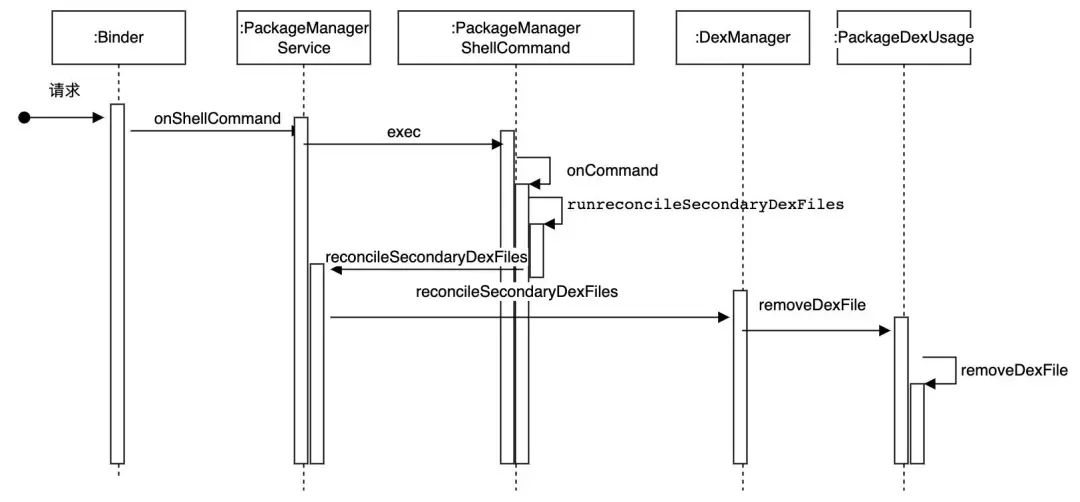 :Binder
:PackageManager
Service
:PackageManager
ShellCommand
:DexManager
:PackageDexUsage
请求
onShellCommand
exec
onCommand
runreconcileSecondaryDexFiles
reconcileSecondaryDexFiles
reconcileSecondaryDexFiles
removeDexFile
removeDexFile